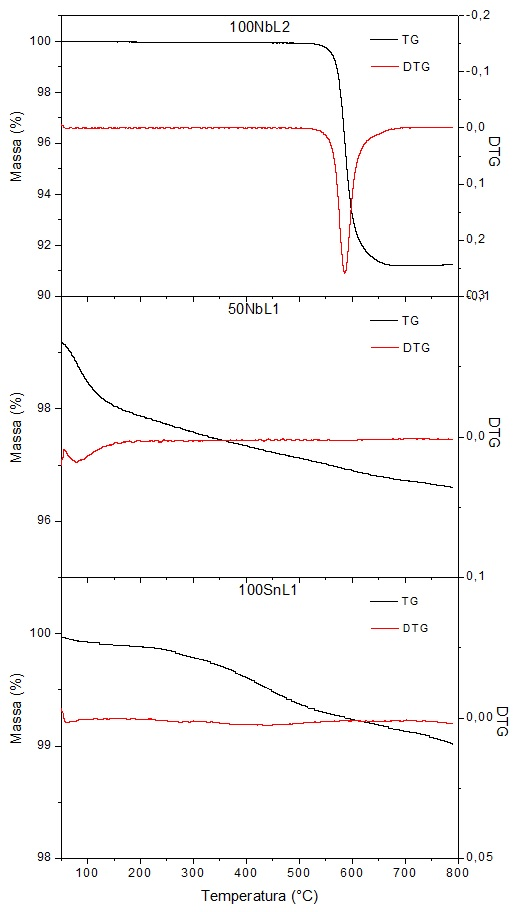 100NbL2
TG
DTG
Massa (%)
100
98
96
94
92
90
-0,2
-0,1
0,0
0,1
0,2
DTG
50NbL1
TG
DTG
Massa (%)
98
96
0,0
0,1
DTG
100SnL1
TG
DTG
Massa (%)
100
99
98
0,00
0,05
DTG
100 200 300 400 500 600 700 800
Temperatura (°C)